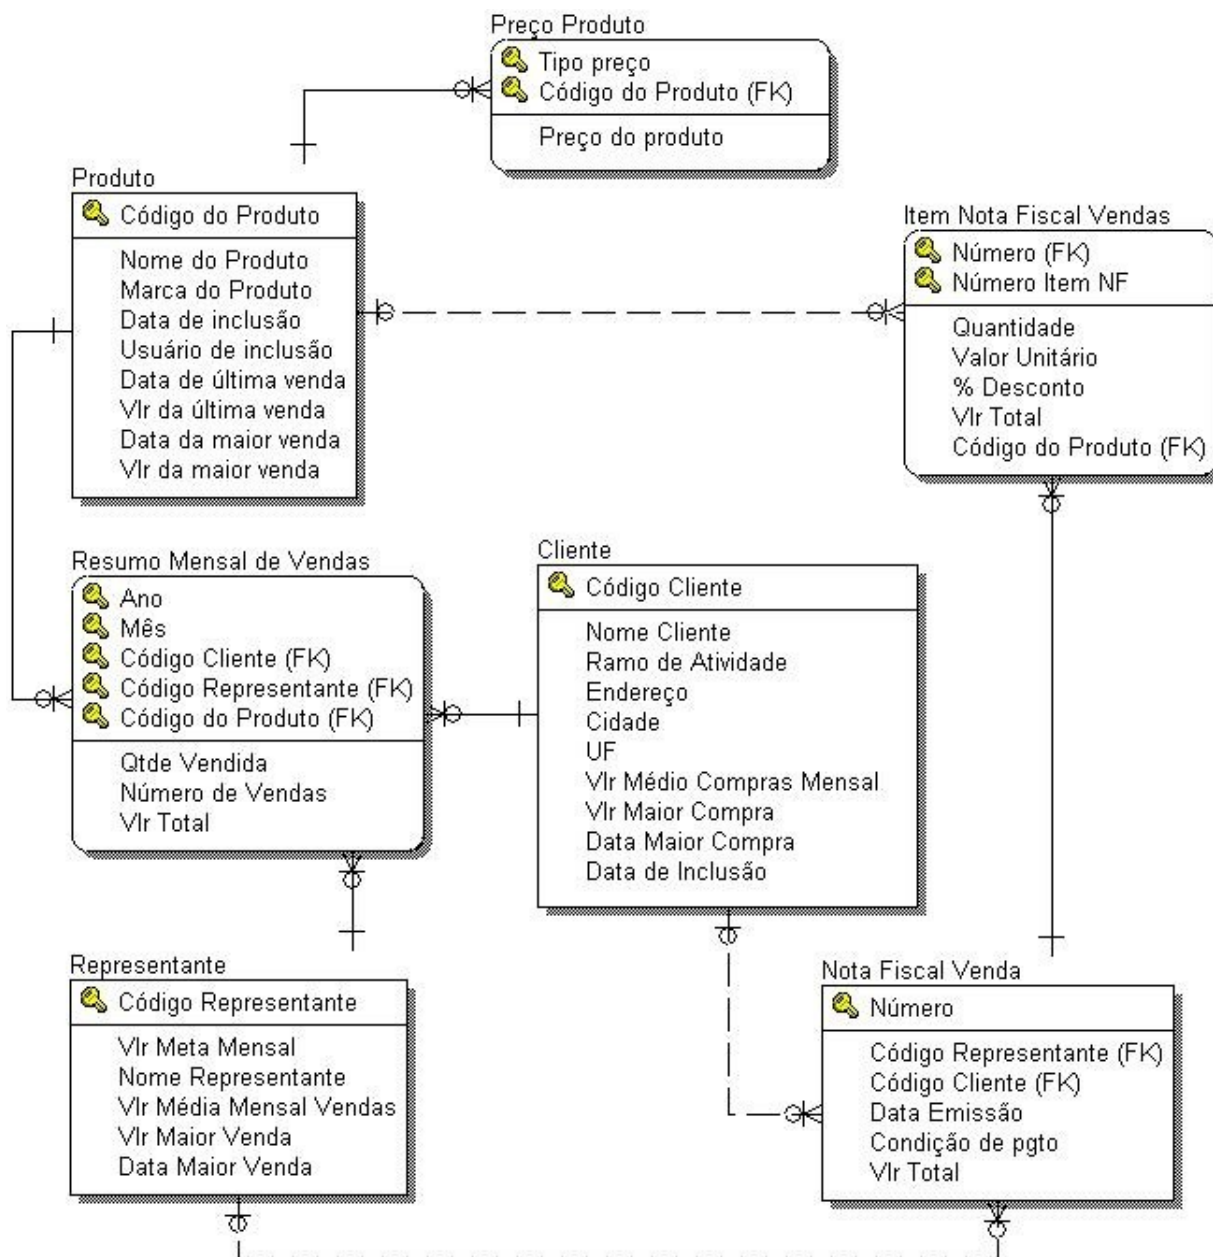 Preço Produto
Tipo preço
Código do Produto (FK)
Preço do produto
Produto
Código do Produto
Nome do Produto
Marca do Produto
Data de inclusão
Usuário de inclusão
Data de última venda
Vlr da última venda
Data da maior venda
Vlr da maior venda
Item Nota Fiscal Vendas
Número (FK)
Número Item NF
Quantidade
Valor Unitário
% Desconto
Vlr Total
Código do Produto (FK)
Resumo Mensal de Vendas
Ano
Mês
Código Cliente (FK)
Código Representante (FK)
Código do Produto (FK)
Qtde Vendida
Número de Vendas
Vlr Total
Cliente
Código Cliente
Nome Cliente
Ramo de Atividade
Endereço
Cidade
UF
Vlr Médio Compras Mensal
Vlr Maior Compra
Data Maior Compra
Data de Inclusão
Representante
Código Representante
Vlr Meta Mensal
Nome Representante
Vlr Média Mensal Vendas
Vlr Maior Venda
Data Maior Venda
Nota Fiscal Venda
Número
Código Representante (FK)
Código Cliente (FK)
Data Emissão
Condição de pgto
Vlr Total